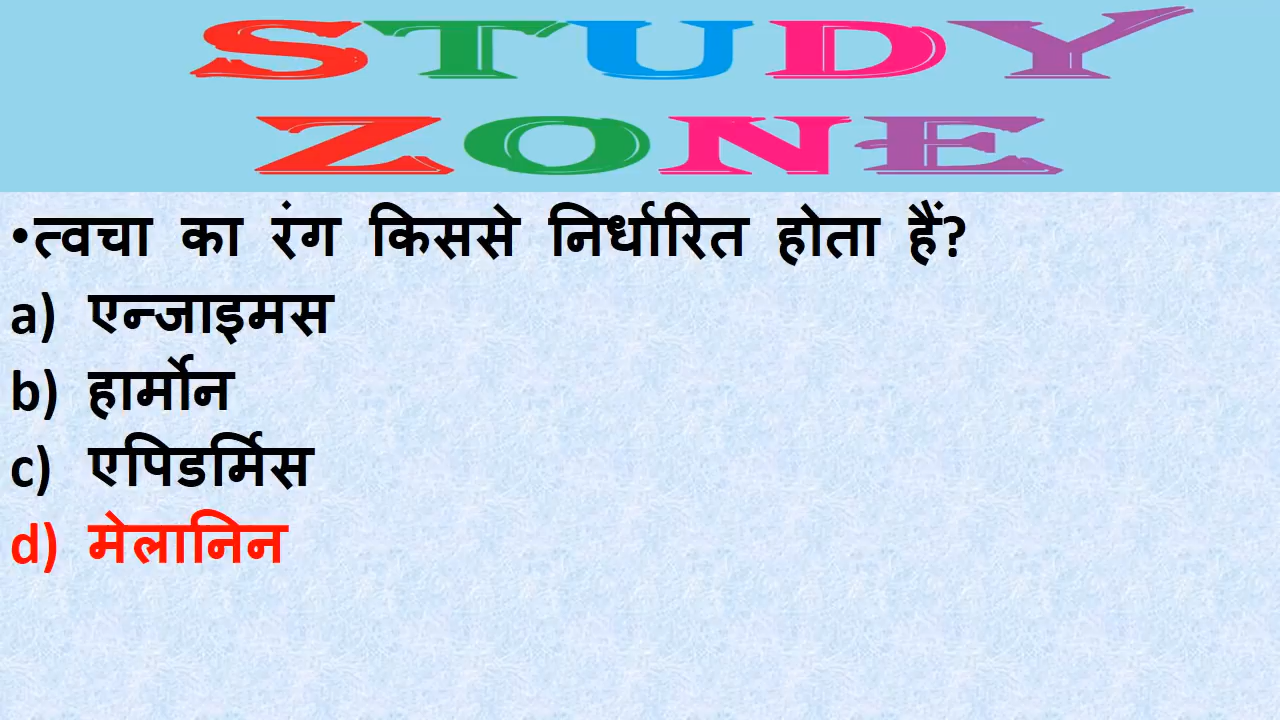 STUDY
ZONE
•त्वचा का रंग किससे निर्धारित होता हैं?
a) एन्जाइमस
b) हार्मोन
c) एपिडर्मिस
d) मेलानिन